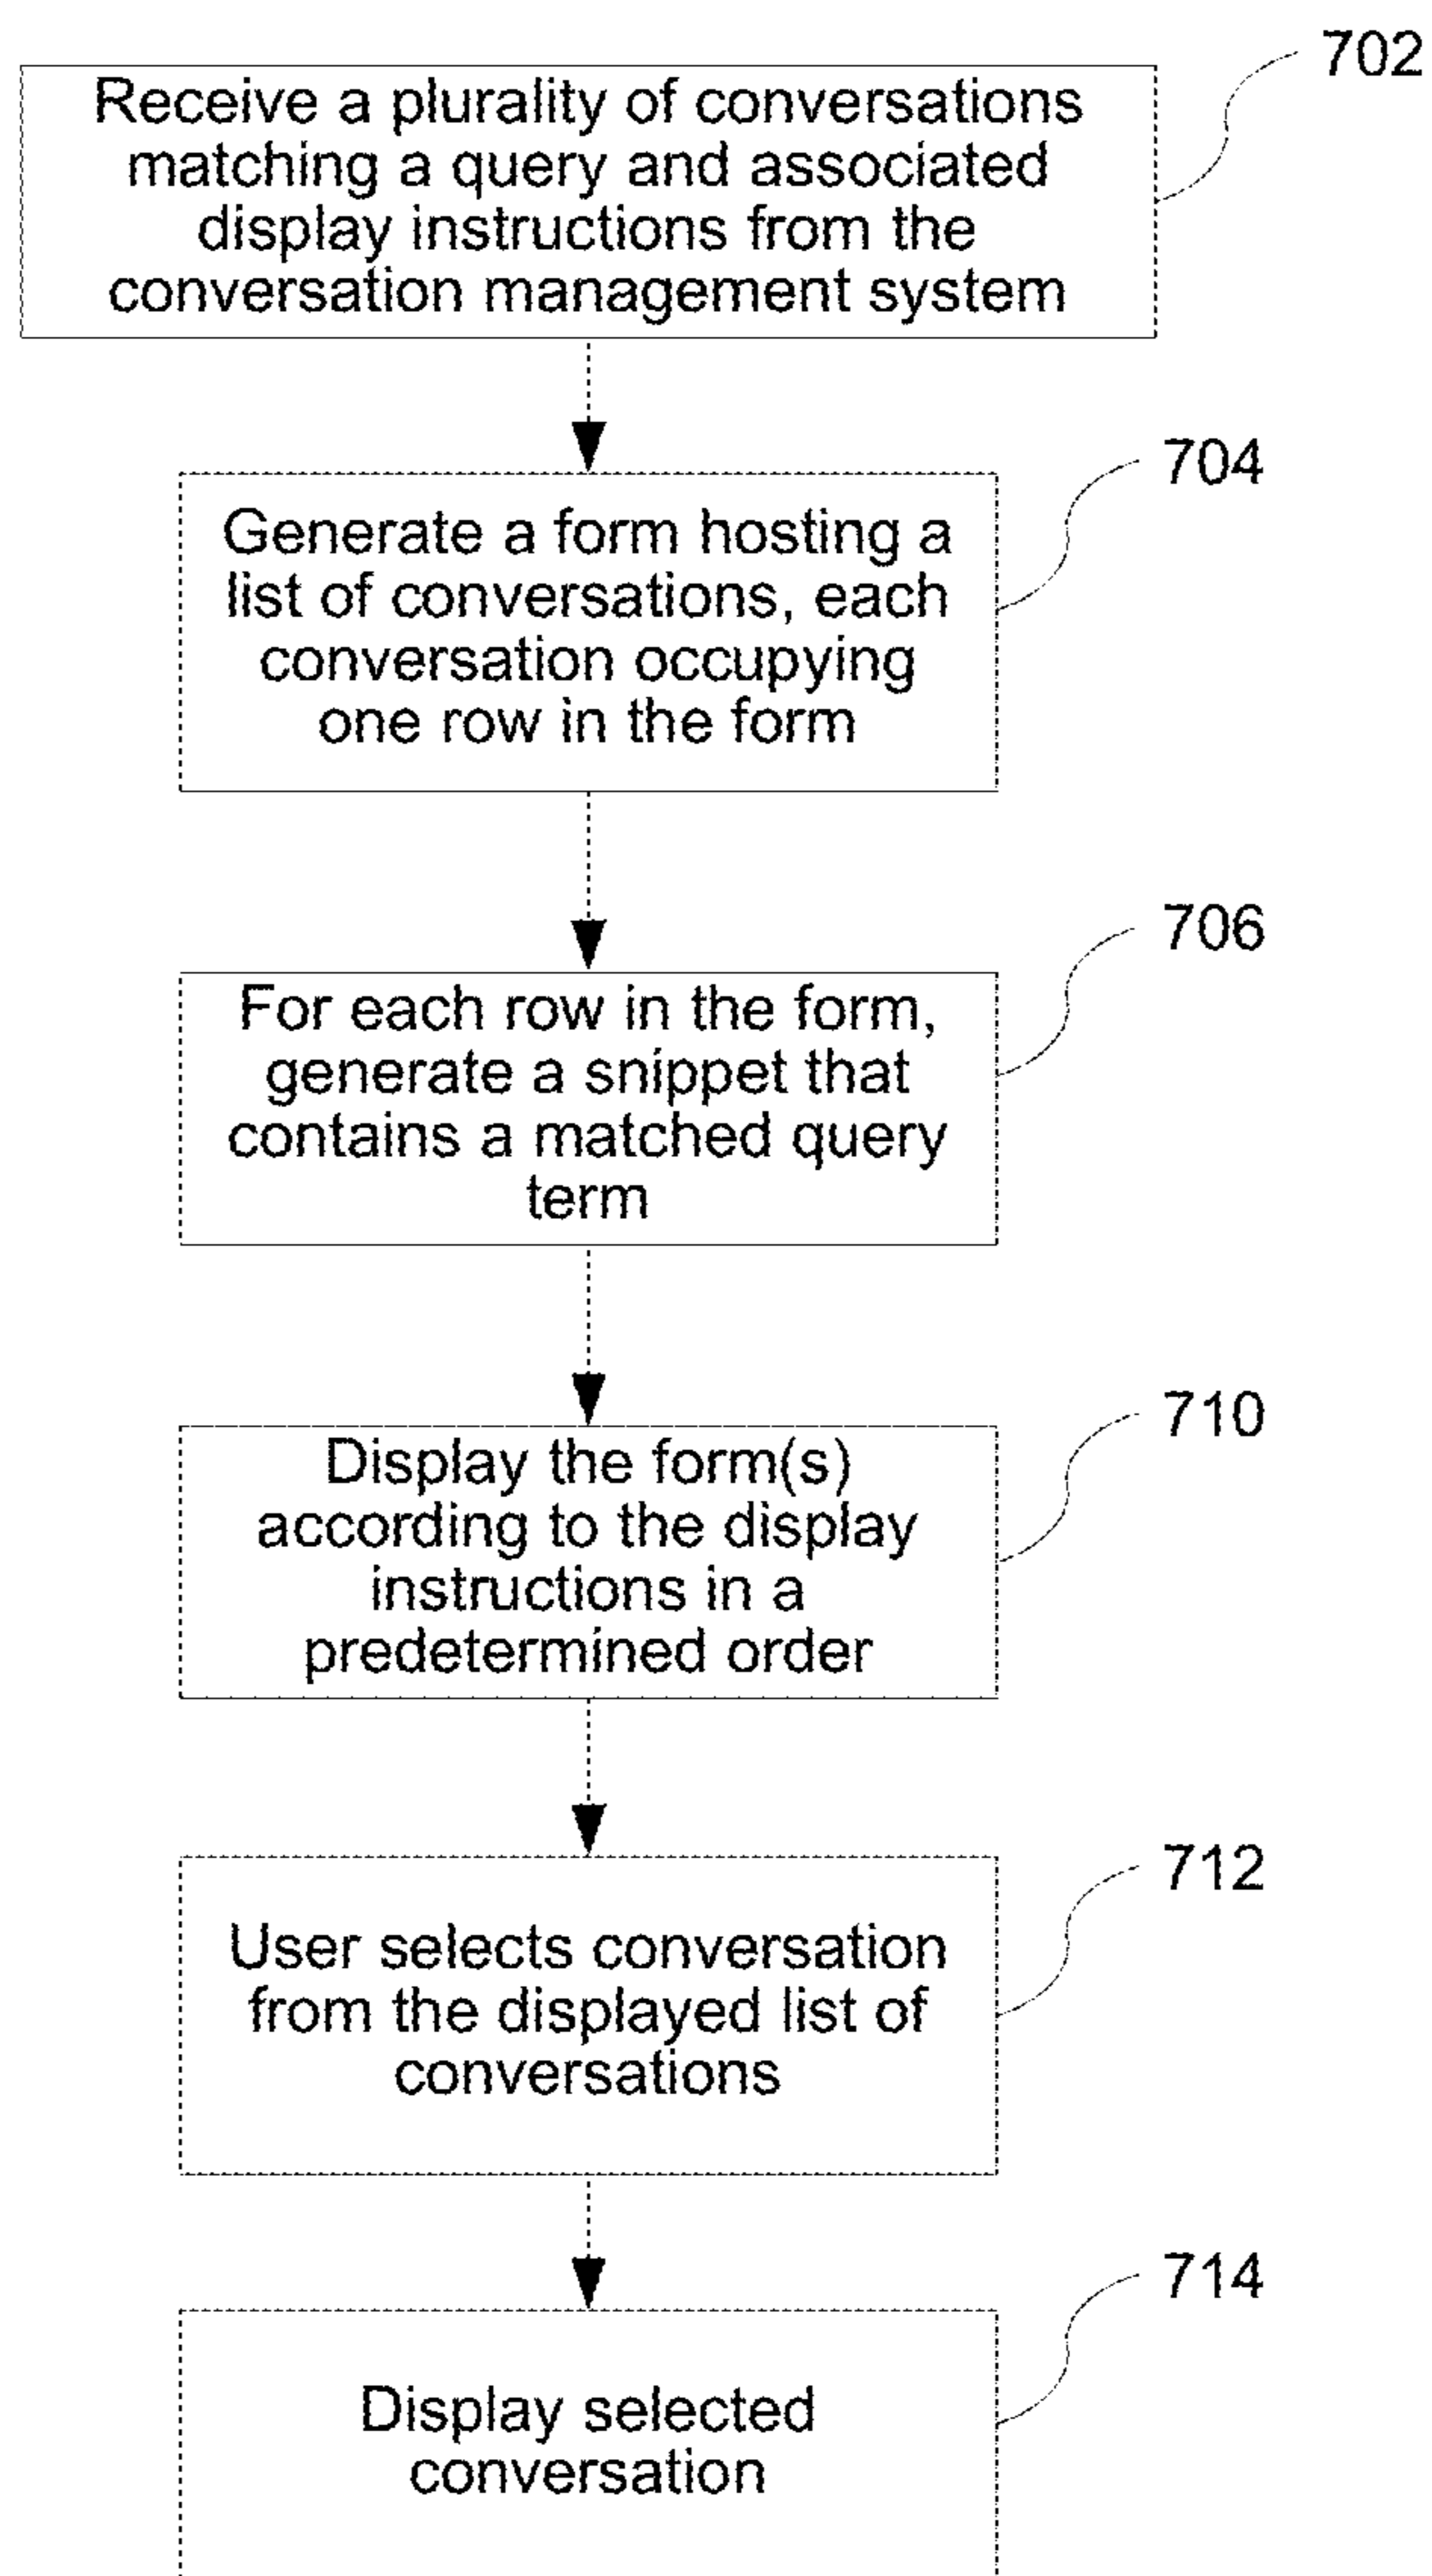 702
Receive a plurality of conversations
matching a query and associated
display instructions from the
conversation management system
704
Generate a form hosting a
list of conversations, each
conversation occupying
one row in the form
706
For each row in the form,
generate a snippet that
contains a matched query
term
710
Display the form(s)
according to the display
instructions in a
predetermined order
712
User selects conversation
from the displayed list of
conversations
714
Display selected
conversation